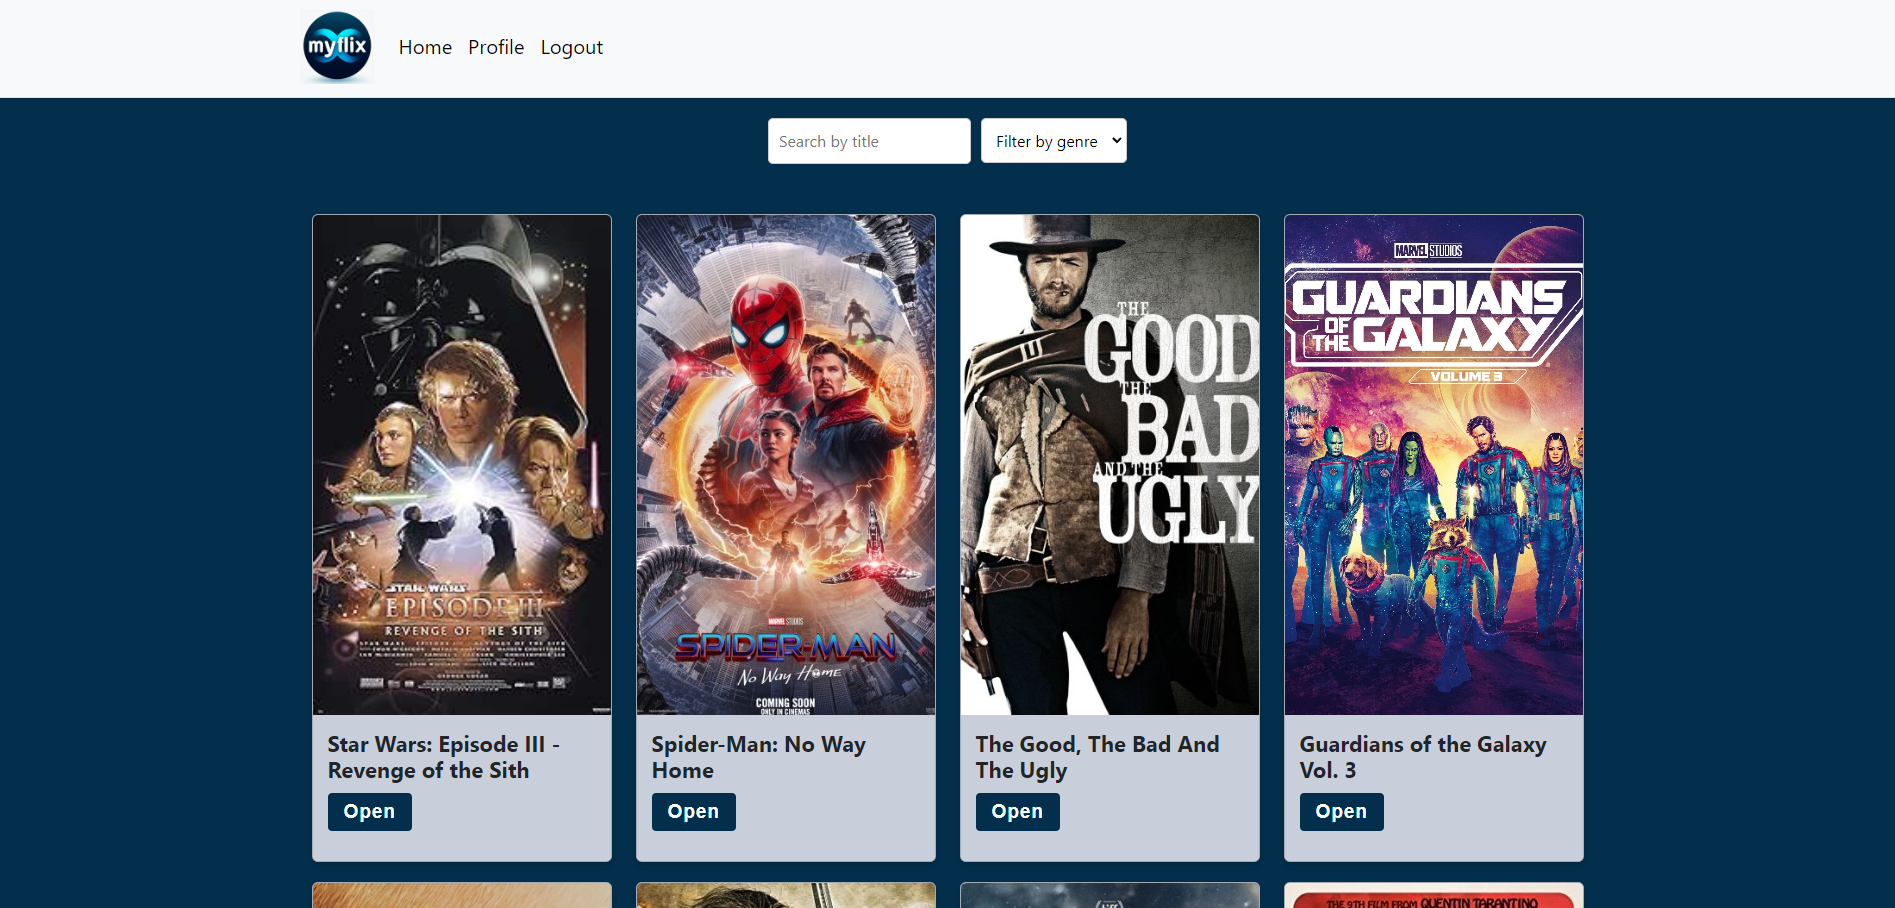 myflix
Home
Profile
Logout
Search by title
Filter by genre
STAR WARS
EPISODE III
REVENGE OF THE SITH
MARVEL STUDIOS
SPIDER-MAN
No Way Home
COMING SOON
ONLY IN CINEMAS
THE
GOOD
THE
BAD
AND THE
UGLY
MARVEL STUDIOS
GUARDIANS
OF THE
GALAXY
VOLUME 3
Star Wars: Episode III -
Revenge of the Sith
Open
Spider-Man: No Way
Home
Open
The Good, The Bad And
The Ugly
Open
Guardians of the Galaxy
Vol. 3
Open
THE 9TH FILM FROM QUENTIN TARANTINO